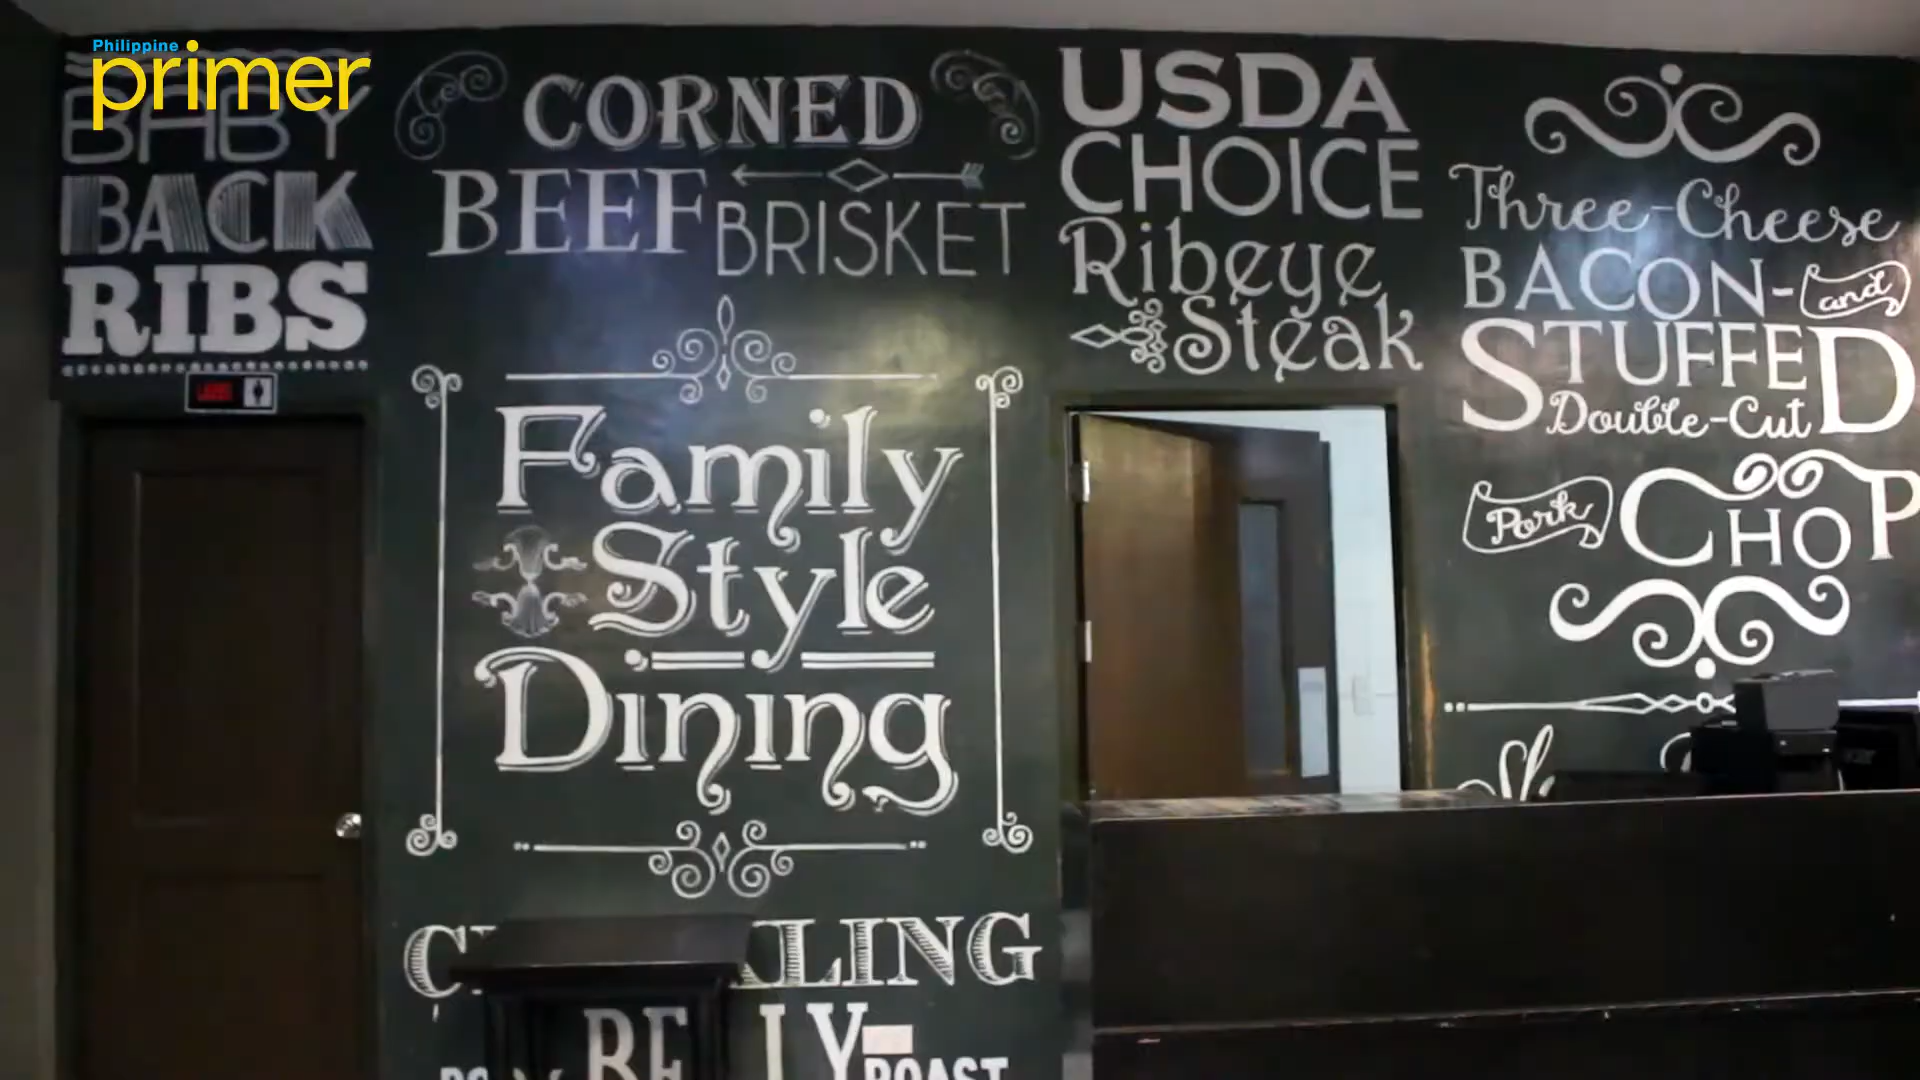 Philippine
primer
BABY
BACK
RIBS
CORNED
BEEF BRISKET
Family
Style
Dining
USDA
CHOICE
Ribeye
Steak
Three-Cheese
BACON- and
STUFFED
Double-Cut
Pork CHOP
ROAST